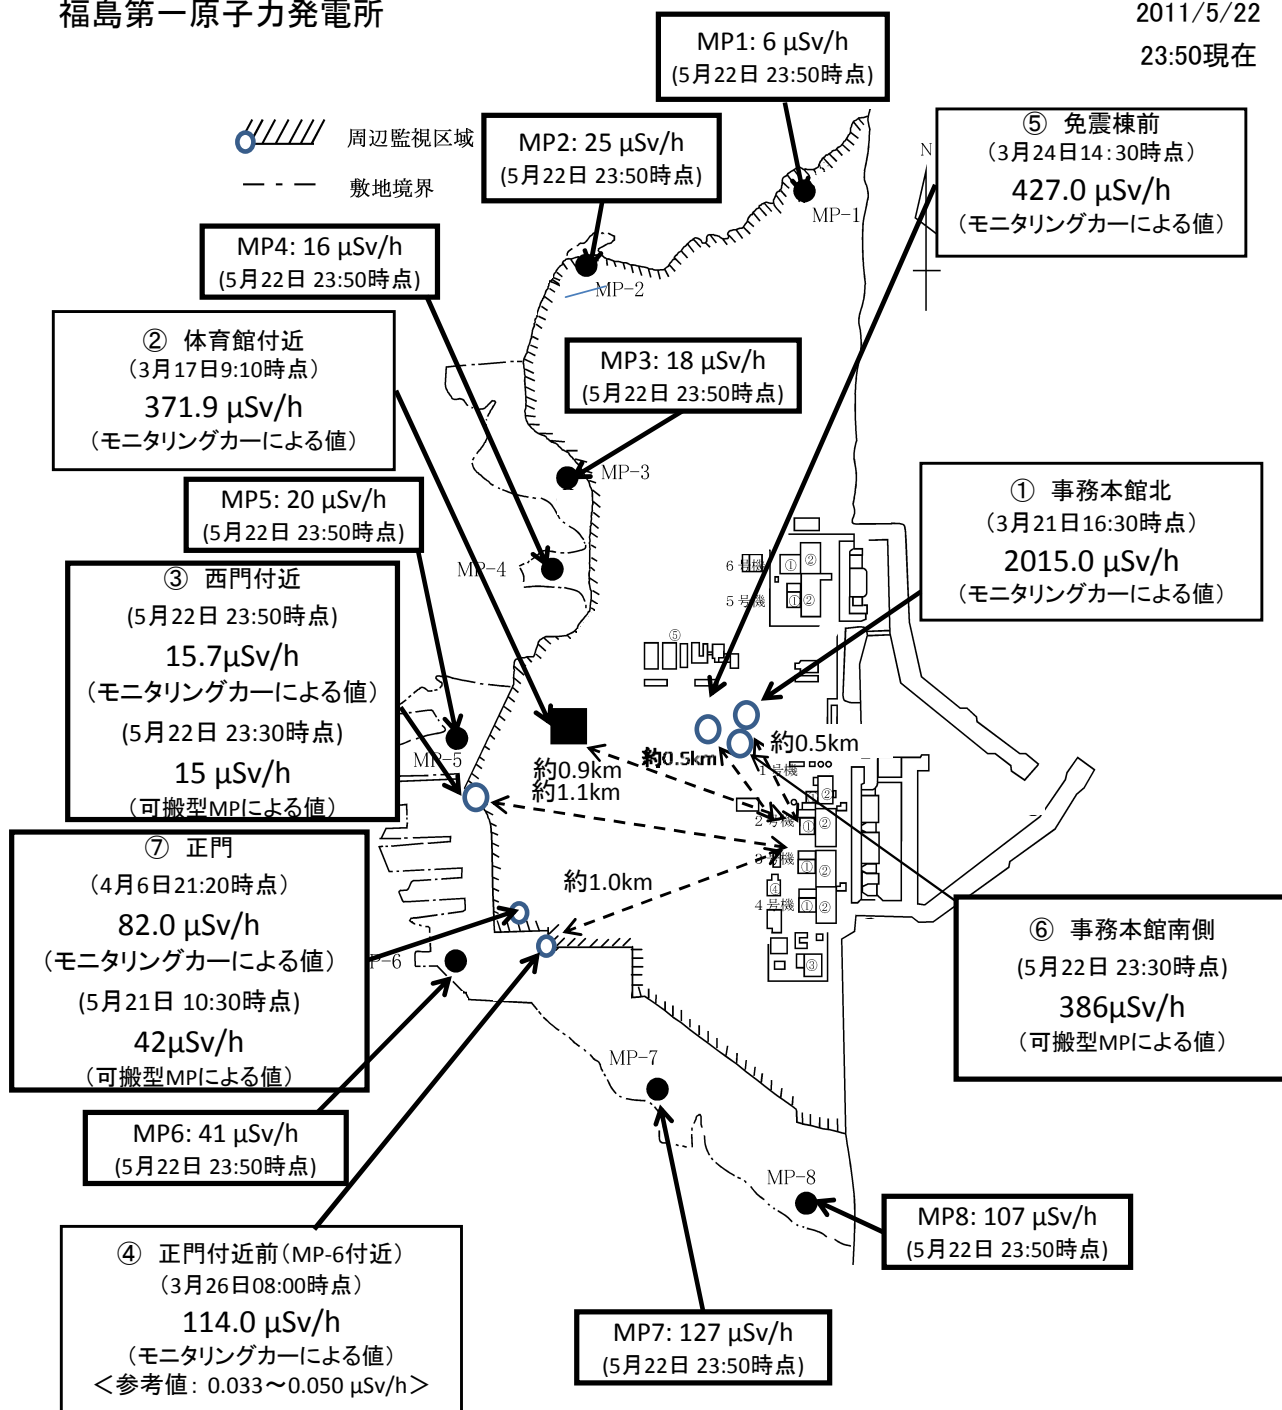 福島第一原子力発電所
2011/5/22
23:50現在
周辺監視区域
敷地境界
MP1: 6 μSv/h
(5月22日 23:50時点)
MP2: 25 μSv/h
(5月22日 23:50時点)
⑤ 免震棟前
(3月24日14:30時点)
427.0 μSv/h
(モニタリングカーによる値)
N
MP-1
MP4: 16 μSv/h
(5月22日 23:50時点)
MP-2
② 体育館付近
(3月17日9:10時点)
371.9 μSv/h
(モニタリングカーによる値)
MP3: 18 μSv/h
(5月22日 23:50時点)
MP-3
MP5: 20 μSv/h
(5月22日 23:50時点)
① 事務本館北
(3月21日16:30時点)
2015.0 μSv/h
(モニタリングカーによる値)
MP-4
③ 西門付近
(5月22日 23:50時点)
15.7μSv/h
(モニタリングカーによる値)
(5月22日 23:30時点)
15 μSv/h
(可搬型MPによる値)
6号機
① ②
5号機
① ②
⑤
MP-5
約0.9km
約1.1km
約0.5km
約0.5km
1号機
②
2号機
① ②
3号機
① ②
④
4号機
① ②
③
約1.0km
⑦ 正門
(4月6日21:20時点)
82.0 μSv/h
(モニタリングカーによる値)
(5月21日 10:30時点)
42μSv/h
(可搬型MPによる値)
P-6
⑥ 事務本館南側
(5月22日 23:30時点)
386μSv/h
(可搬型MPによる値)
MP-7
MP6: 41 μSv/h
(5月22日 23:50時点)
MP-8
MP8: 107 μSv/h
(5月22日 23:50時点)
④ 正門付近前(MP-6付近)
(3月26日08:00時点)
114.0 μSv/h
(モニタリングカーによる値)
<参考値: 0.033～0.050 μSv/h>
MP7: 127 μSv/h
(5月22日 23:50時点)